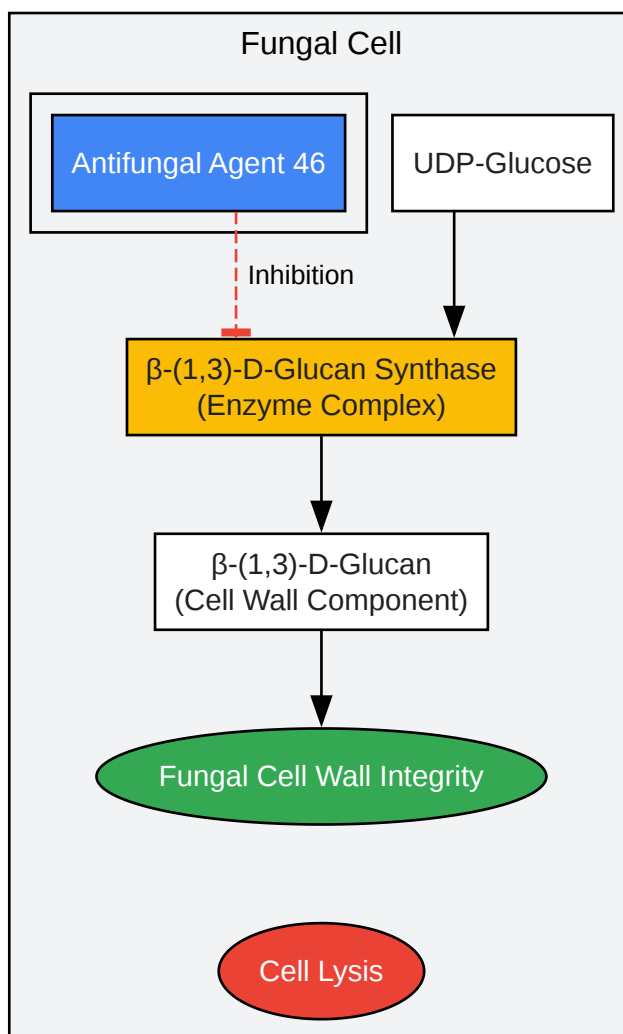 Fungal Cell
Antifungal Agent 46
UDP-Glucose
Inhibition
β-(1,3)-D-Glucan Synthase
(Enzyme Complex)
β-(1,3)-D-Glucan
(Cell Wall Component)
Fungal Cell Wall Integrity
Cell Lysis